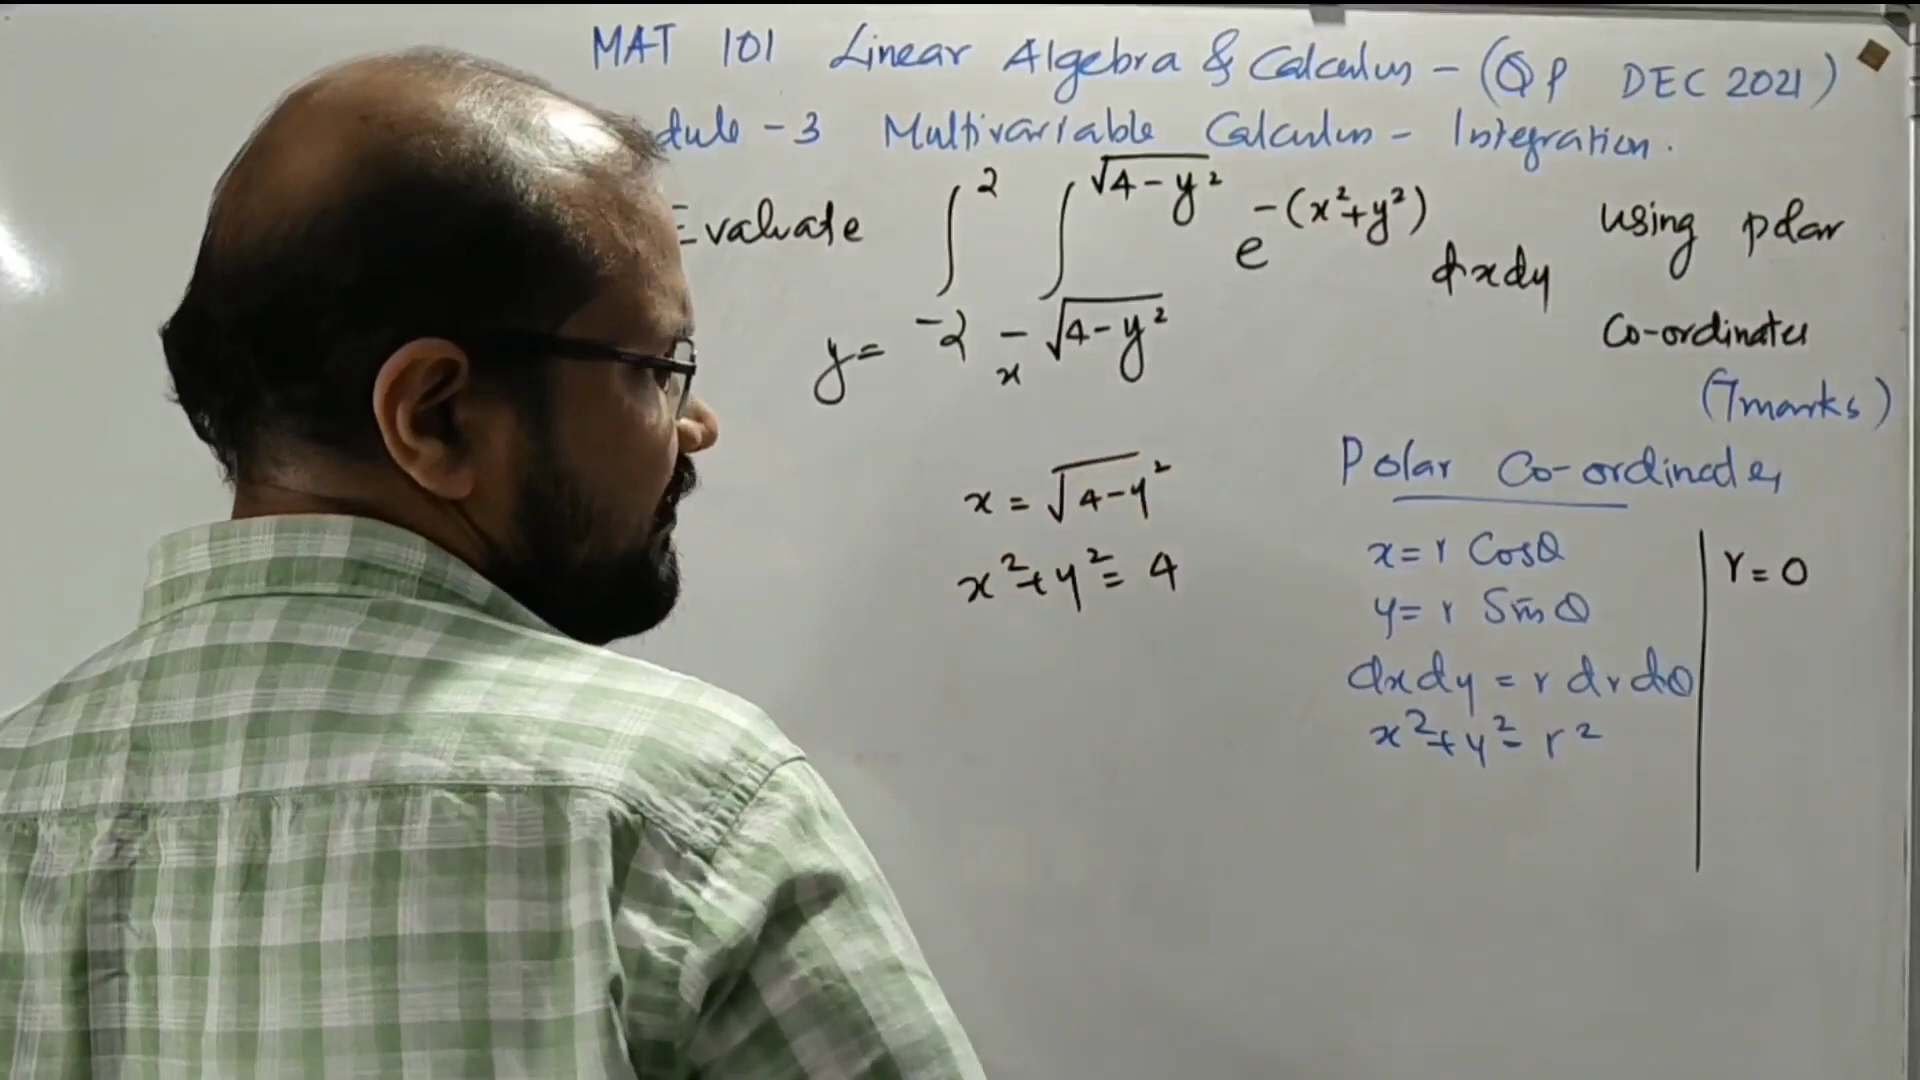 MAT 101 Linear Algebra & Calculus - (QP DEC 2021)
dule - 3 Multivariable Calculus - Integration.
Evaluate ∫ 2 ∫ √4-y² e -(x²+y²) dxdy using polar
y= -2 x -√4-y² Co-ordinates
(7marks)
x = √4-y²
x²+y²= 4
Polar Co-ordinates
x= r Cosθ
y= r Sinθ
dxdy = r drdθ
x²+y²= r²
r = 0